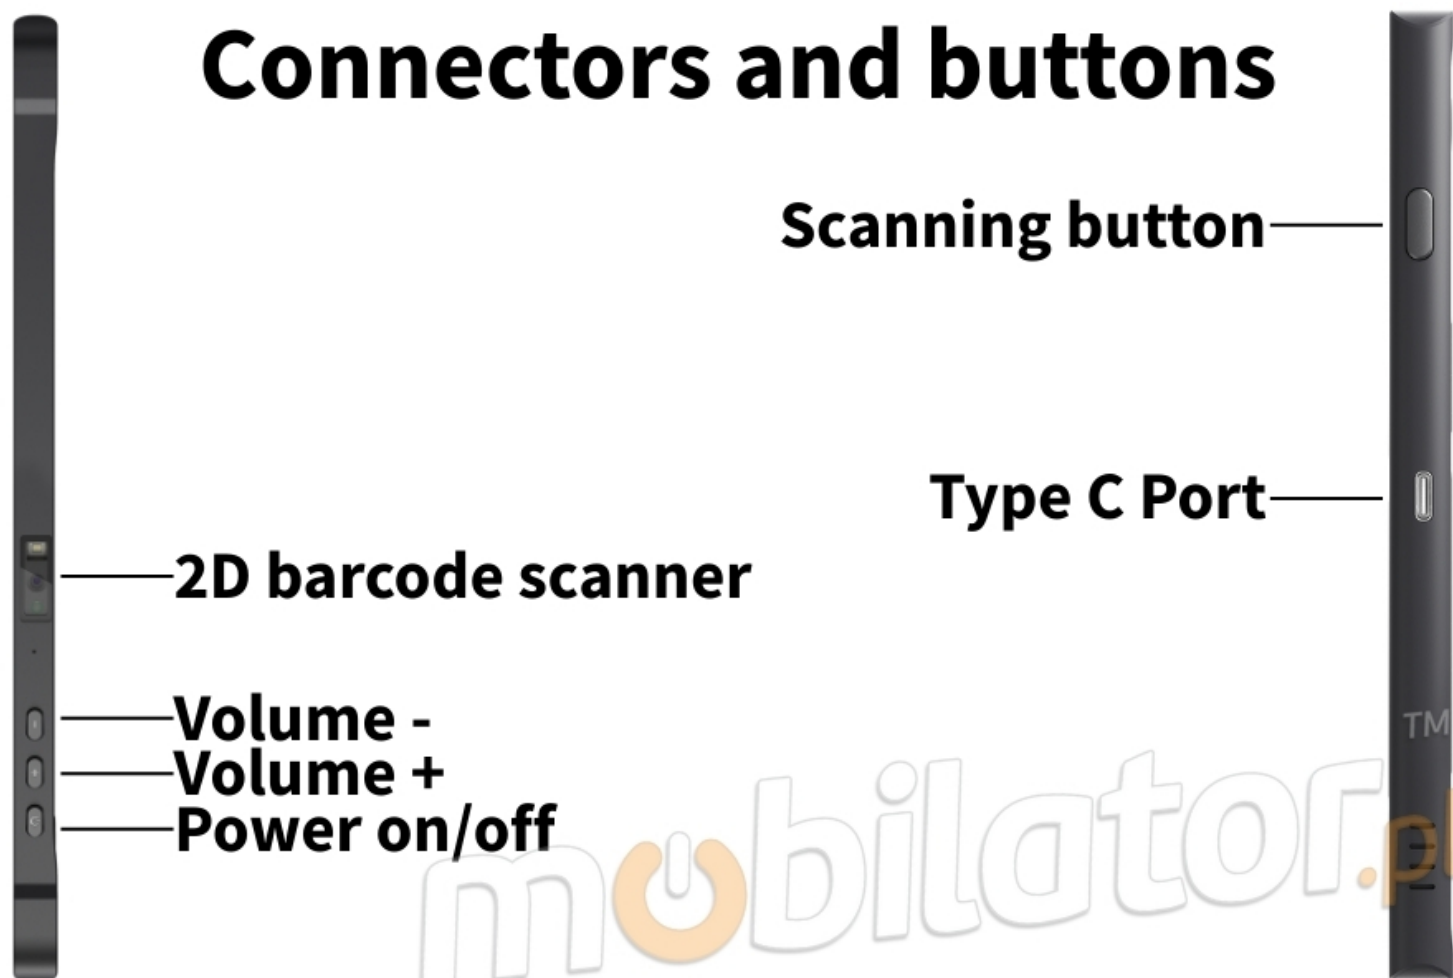 Connectors and buttons
Scanning button
Type C Port
2D barcode scanner
Volume -
Volume +
Power on/off
TM
mobilator.pl